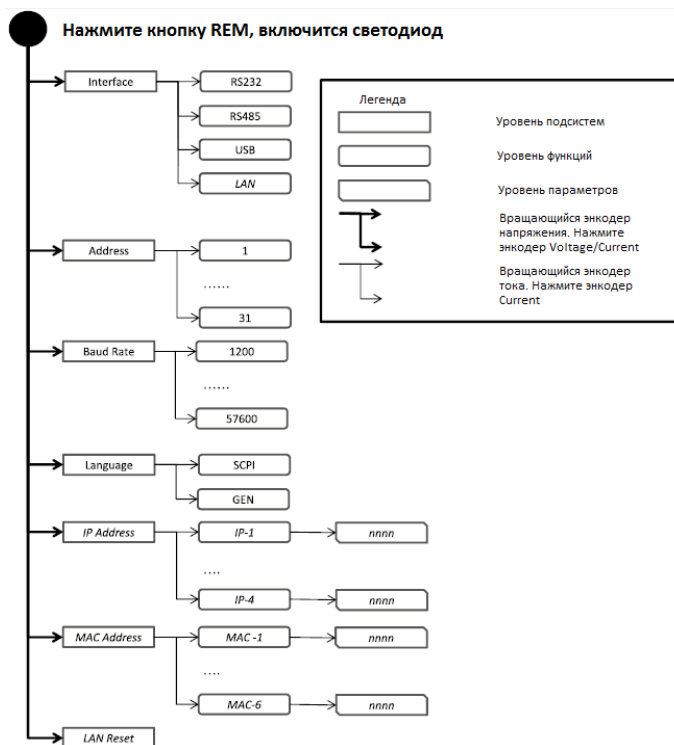 Нажмите кнопку REM, включится светодиод
Interface
RS232
RS485
USB
LAN
Легенда
Уровень подсистем
Уровень функций
Уровень параметров
Вращающийся энкодер
напряжения. Нажмите
энкодер Voltage/Current
Вращающийся энкодер
тока. Нажмите энкодер
Current
Address
1
......
31
Baud Rate
1200
......
57600
Language
SCPI
GEN
IP Address
IP-1
nnnn
....
IP-4
nnnn
MAC Address
MAC -1
nnnn
....
MAC-6
nnnn
LAN Reset